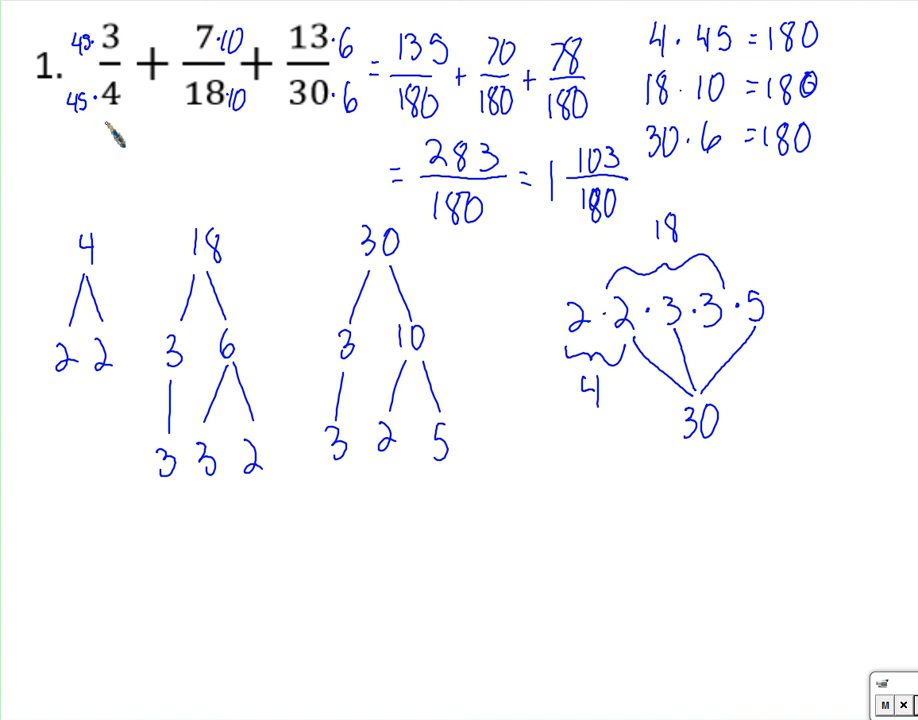 1. 45· 3/4 + 7·10/18·10 + 13·6/30·6 = 135/180 + 70/180 + 78/180
45·
= 283/180 = 1 103/180
4 · 45 = 180
18 · 10 = 180
30 · 6 = 180
4 18 30
2 2 3 6 3 10
3 3 2 3 2 5
18
2 · 2 · 3 · 3 · 5
4
30
M ×